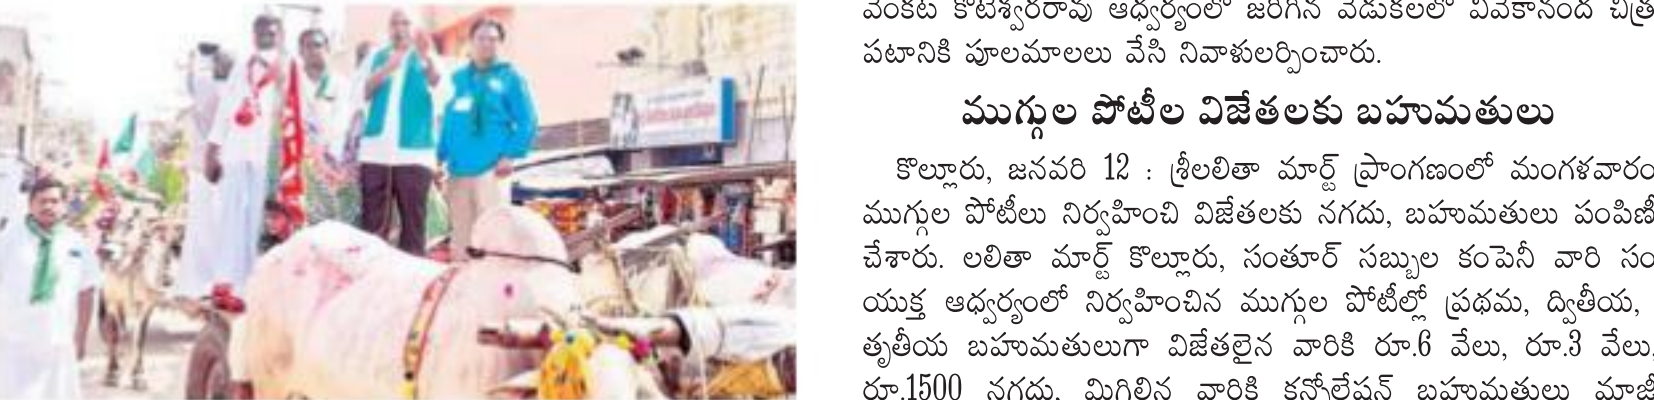 వెంకట కోటేశ్వరరావు ఆధ్వర్యంలో జరిగిన వేడుకలలో వివేకానంద చిత్ర
పటానికి పూలమాలలు వేసి నివాళులర్పించారు.
ముగ్గుల పోటీల విజేతలకు బహుమతులు
కొల్లూరు, జనవరి 12 : శ్రీలలితా మార్ట్ ప్రాంగణంలో మంగళవారం
ముగ్గుల పోటీలు నిర్వహించి విజేతలకు నగదు, బహుమతులు పంపిణీ
చేశారు. లలితా మార్ట్ కొల్లూరు, సంతూర్ సబ్బుల కంపెనీ వారి సం
యుక్త ఆధ్వర్యంలో నిర్వహించిన ముగ్గుల పోటీల్లో ప్రథమ, ద్వితీయ,
తృతీయ బహుమతులుగా విజేతలైన వారికి రూ.6 వేలు, రూ.3 వేలు,
రూ.1500 నగదు, మిగిలిన వారికి కన్సోలేషన్ బహుమతులు మాజీ